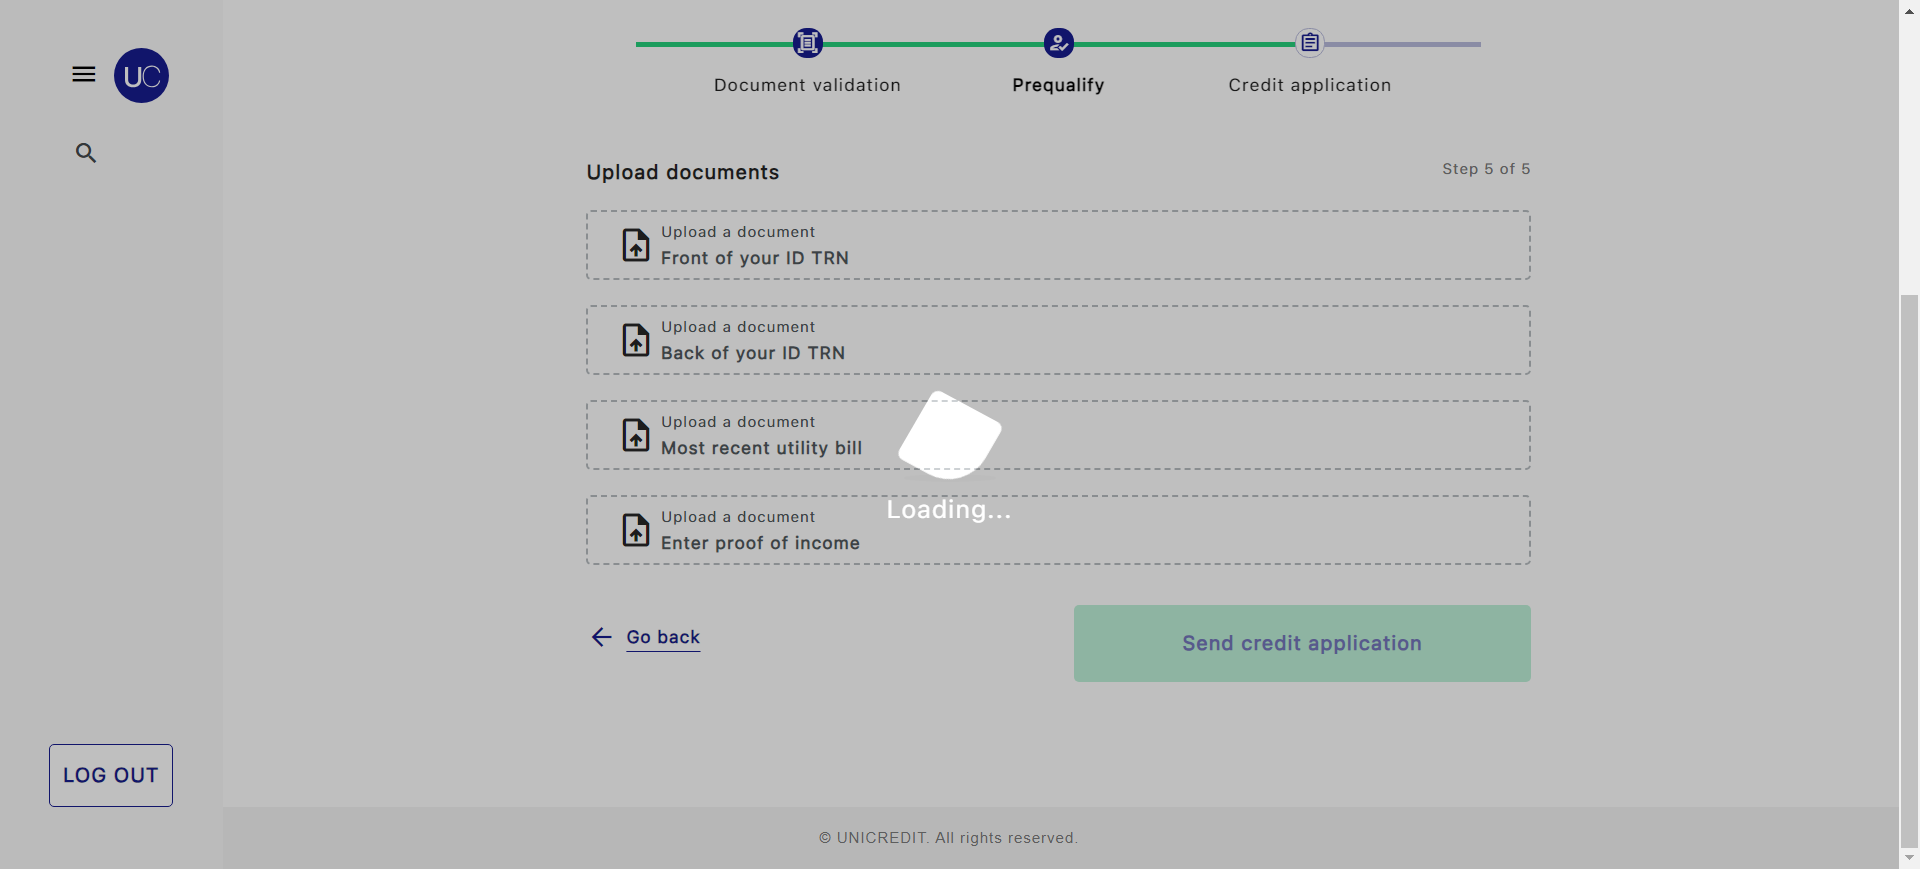 UC
Document validation
Prequalify
Credit application
Upload documents
Step 5 of 5
Upload a document
Front of your ID TRN
Upload a document
Back of your ID TRN
Upload a document
Most recent utility bill
Loading...
Upload a document
Enter proof of income
Go back
Send credit application
LOG OUT
© UNICREDIT. All rights reserved.